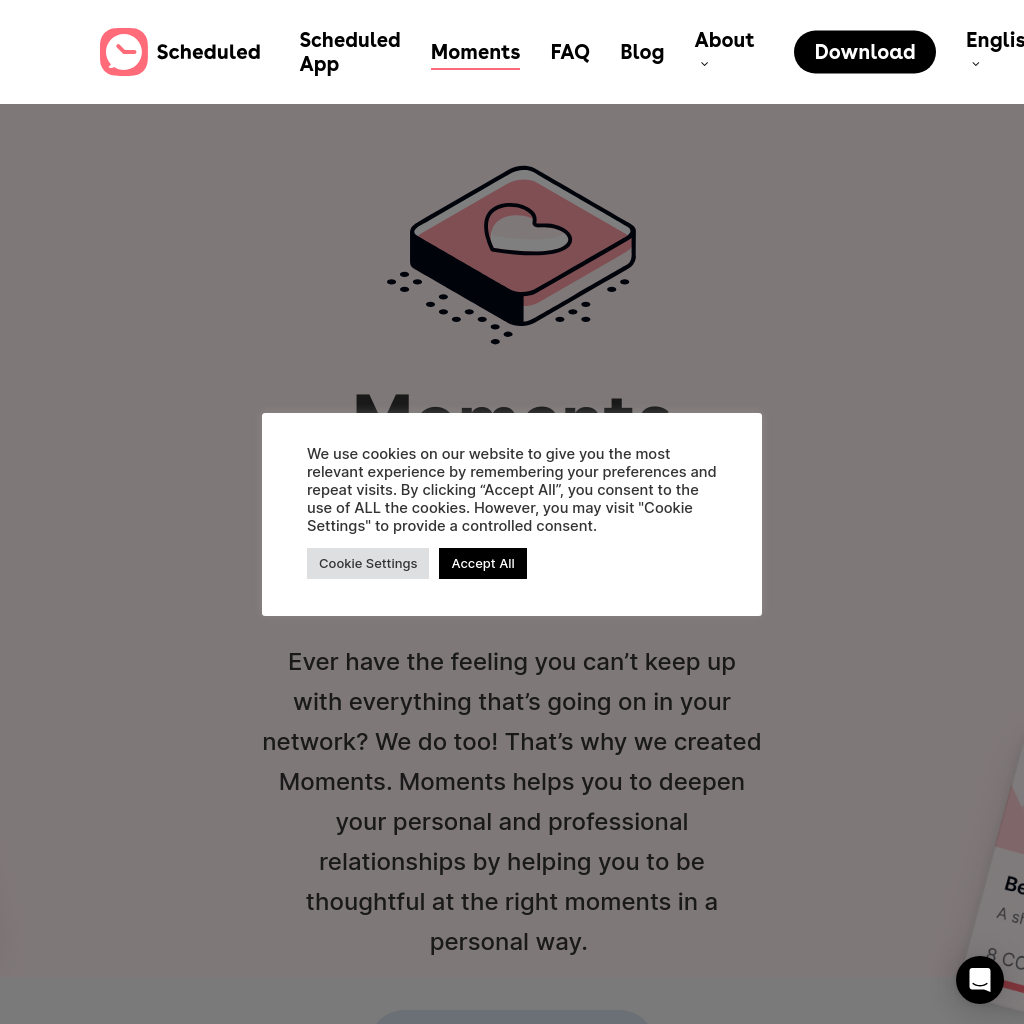 Scheduled
Scheduled
App
Moments
FAQ
Blog
About
Download
Englis
Moments
We use cookies on our website to give you the most
relevant experience by remembering your preferences and
repeat visits. By clicking “Accept All”, you consent to the
use of ALL the cookies. However, you may visit "Cookie
Settings" to provide a controlled consent.
Cookie Settings
Accept All
Ever have the feeling you can’t keep up
with everything that’s going on in your
network? We do too! That’s why we created
Moments. Moments helps you to deepen
your personal and professional
relationships by helping you to be
thoughtful at the right moments in a
personal way.
Be
A sh
8 CO